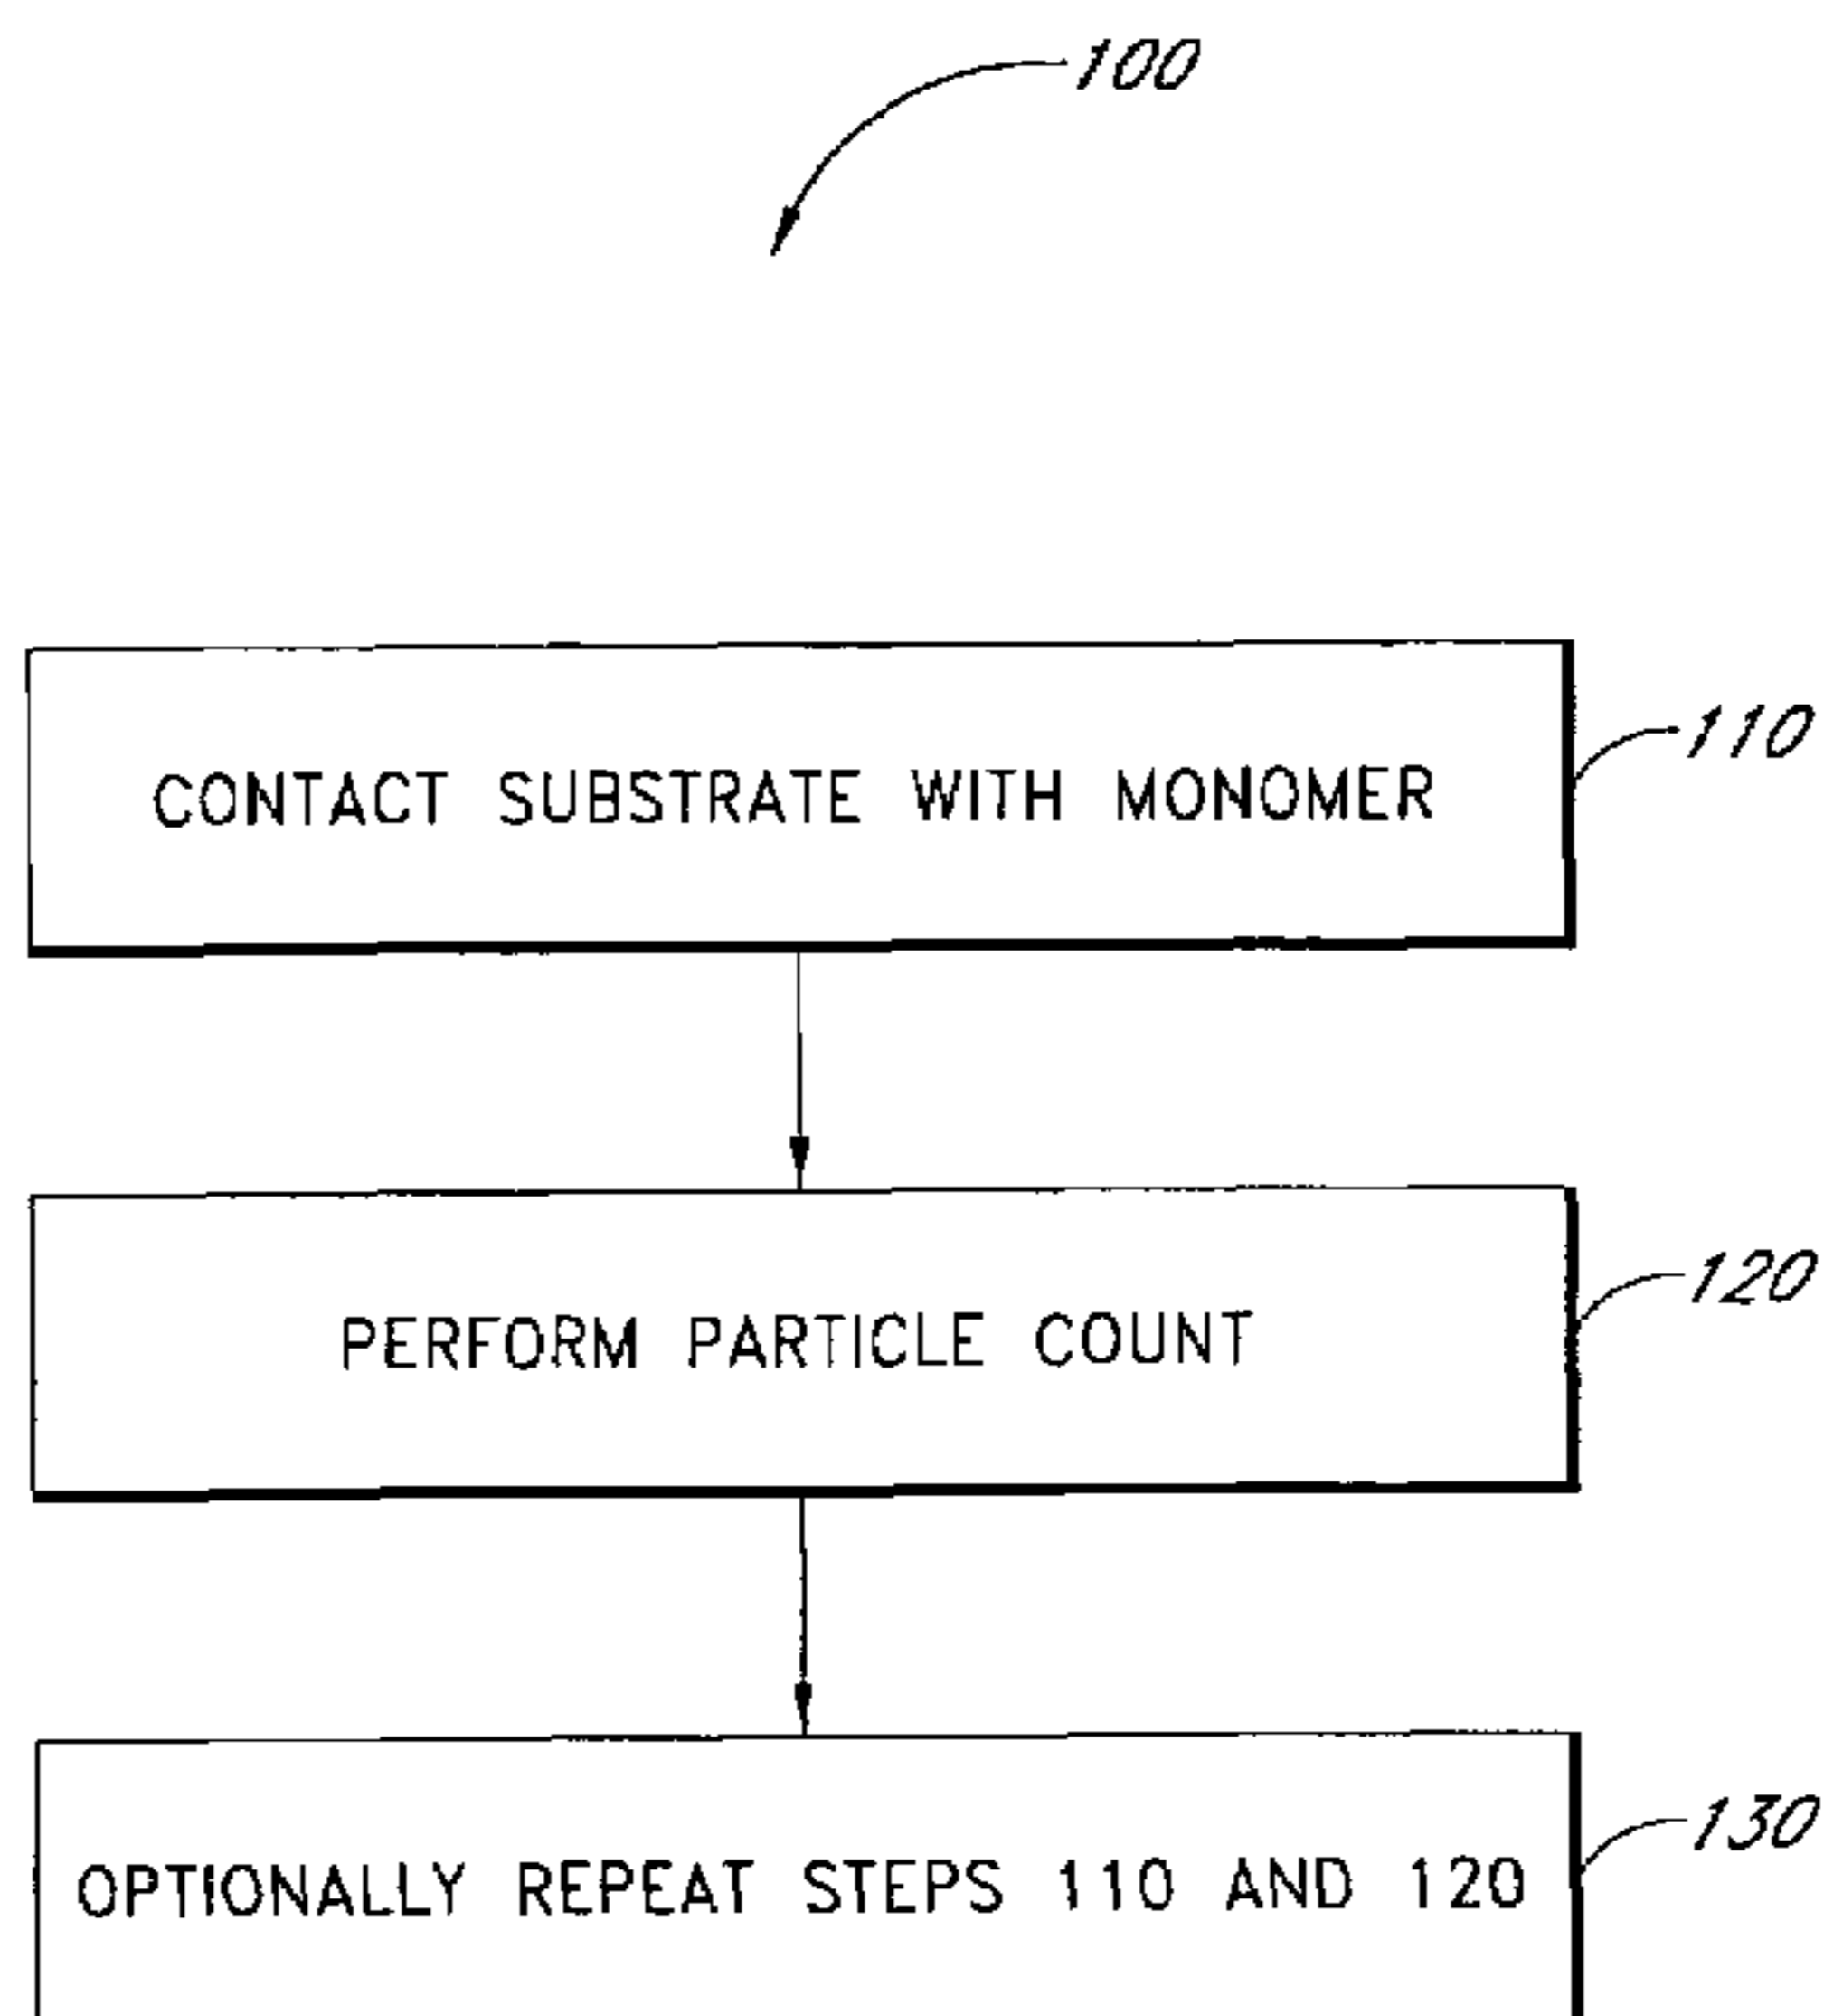 100
CONTACT SUBSTRATE WITH MONOMER
110
PERFORM PARTICLE COUNT
120
OPTIONALLY REPEAT STEPS 110 AND 120
130